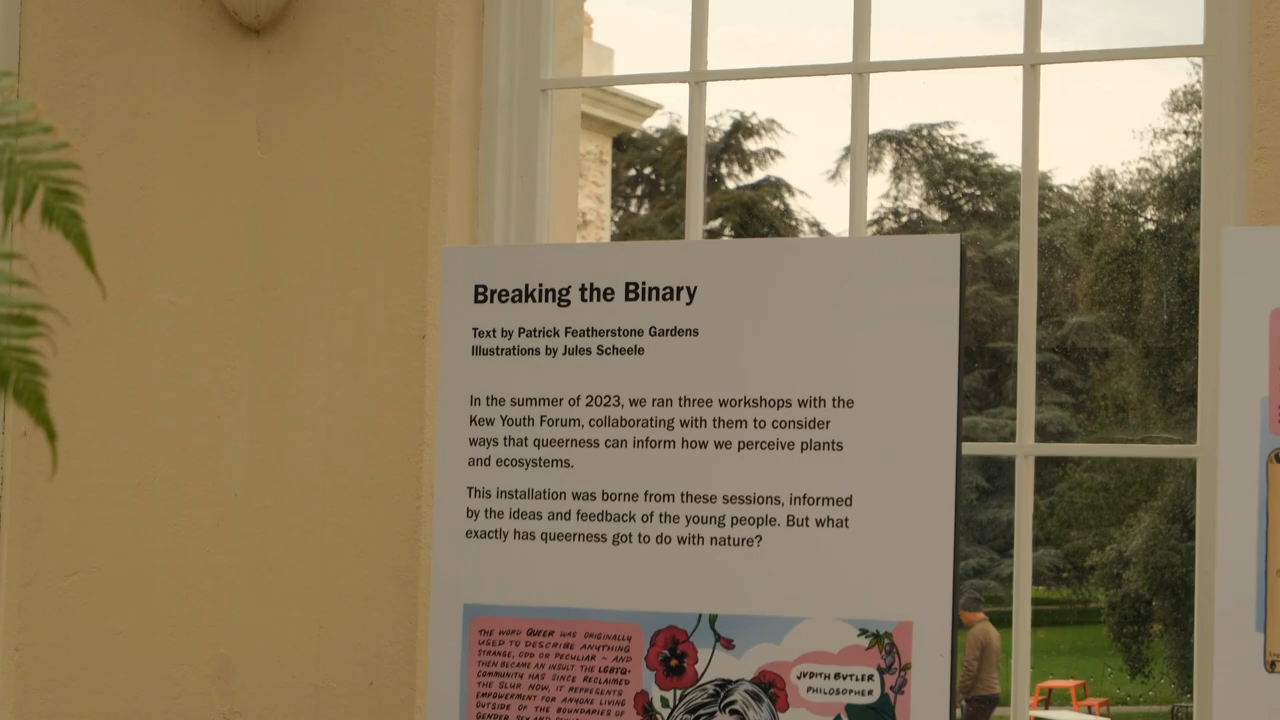 Breaking the Binary
Text by Patrick Featherstone Gardens
Illustrations by Jules Scheele
In the summer of 2023, we ran three workshops with the
Kew Youth Forum, collaborating with them to consider
ways that queerness can inform how we perceive plants
and ecosystems.
This installation was borne from these sessions, informed
by the ideas and feedback of the young people. But what
exactly has queerness got to do with nature?
THE WORD QUEER WAS ORIGINALLY
USED TO DESCRIBE ANYTHING
STRANGE, ODD OR PECULIAR – AND
THEN BECAME AN INSULT. THE LGBTQ+
COMMUNITY HAS SINCE RECLAIMED
THE SLUR. NOW, IT REPRESENTS
EMPOWERMENT FOR ANYONE LIVING
OUTSIDE OF THE BOUNDARIES OF
GENDER, SEX AND
JUDITH BUTLER
PHILOSOPHER